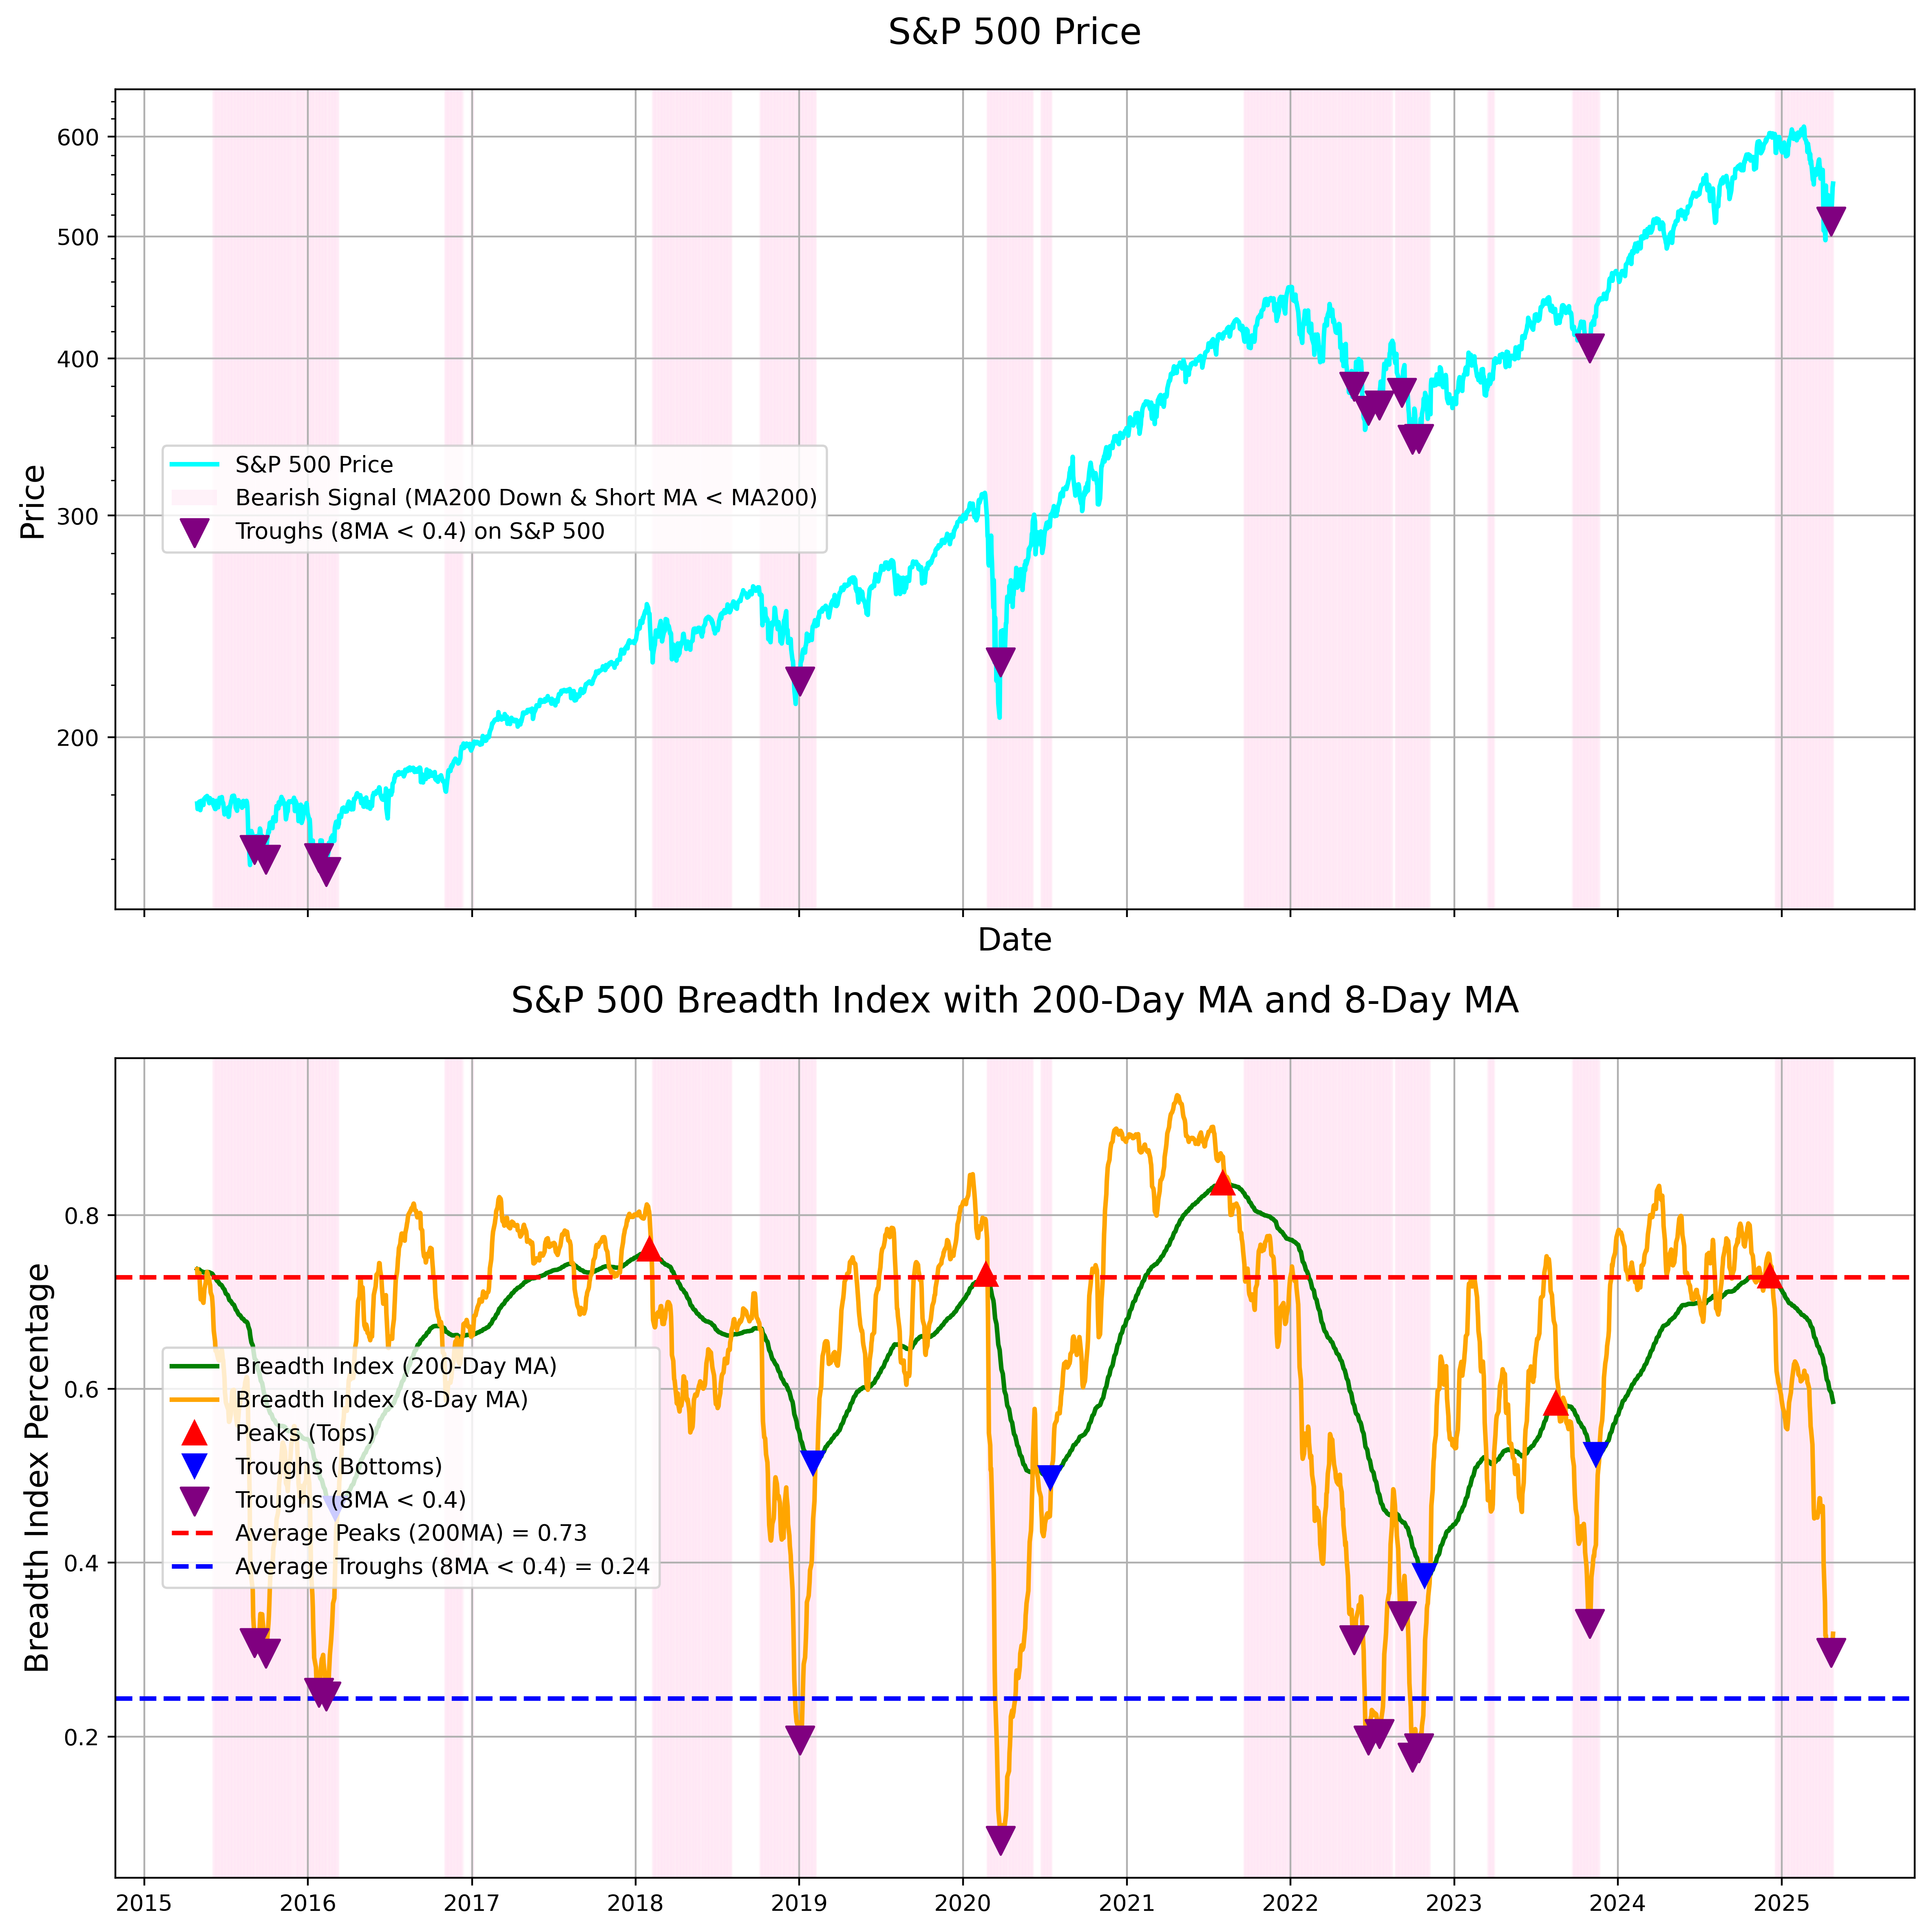 S&P 500 Price
600
500
400
300
200
Price
S&P 500 Price
Bearish Signal (MA200 Down & Short MA < MA200)
Troughs (8MA < 0.4) on S&P 500
Date
S&P 500 Breadth Index with 200-Day MA and 8-Day MA
0.8
0.6
0.4
0.2
Breadth Index Percentage
Breadth Index (200-Day MA)
Breadth Index (8-Day MA)
Peaks (Tops)
Troughs (Bottoms)
Troughs (8MA < 0.4)
Average Peaks (200MA) = 0.73
Average Troughs (8MA < 0.4) = 0.24
2015 2016 2017 2018 2019 2020 2021 2022 2023 2024 2025